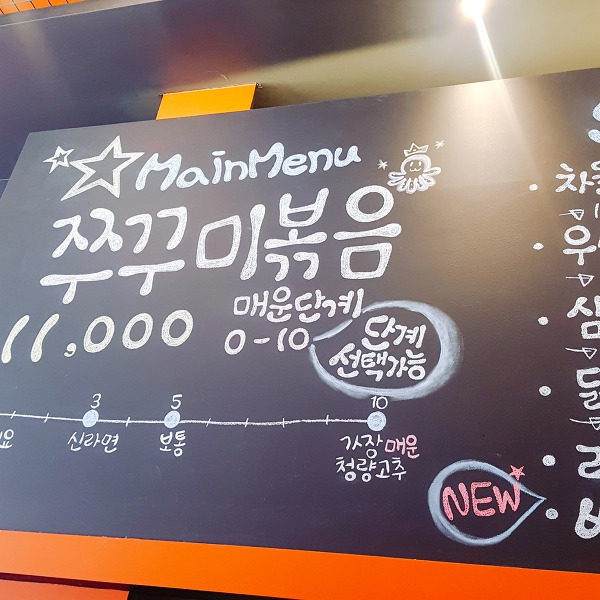 MainMenu
쭈꾸미볶음
11,000
매운단계
0-10
단계
선택가능
3
5
10
신라면
보통
가장매운
청량고추
NEW